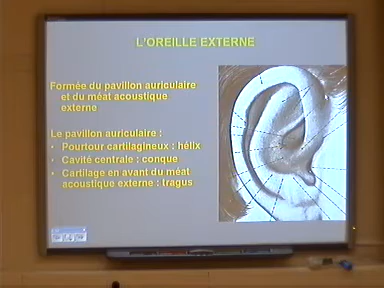 L'OREILLE EXTERNE
Formée du pavillon auriculaire
et du méat acoustique
externe
Le pavillon auriculaire :
• Pourtour cartilagineux : hélix
• Cavité centrale : conque
• Cartilage en avant du méat
acoustique externe : tragus